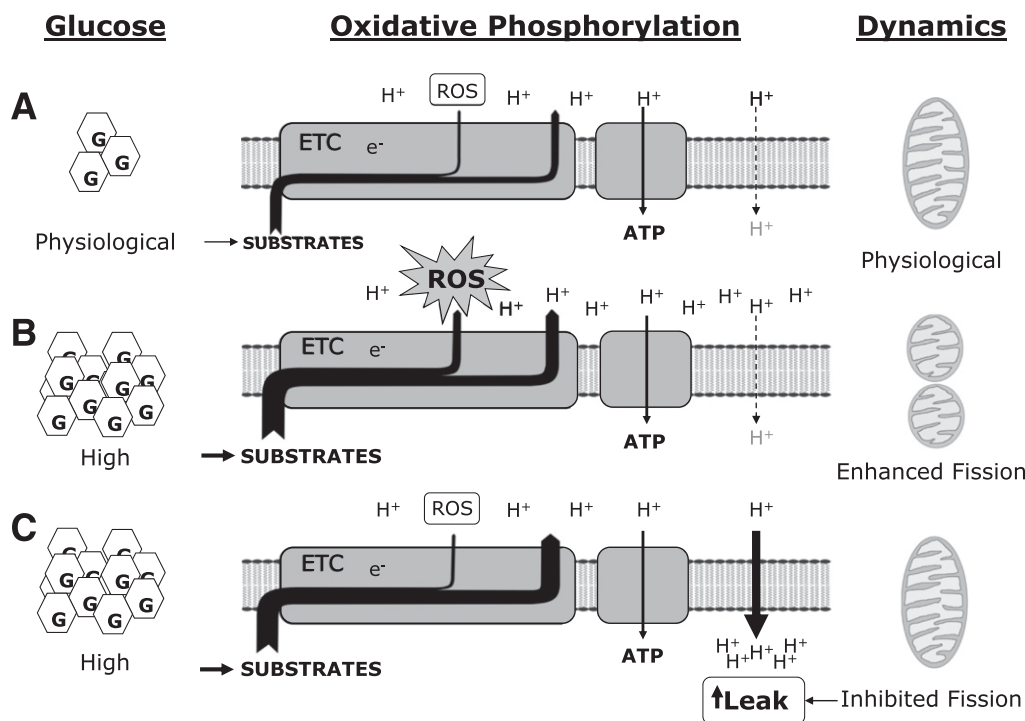 Glucose Oxidative Phosphorylation Dynamics
A
G G G
H+ ROS H+ H+ H+ H+
ETC e-
ATP H+
Physiological → SUBSTRATES
Physiological
B
ROS
H+ H+ H+ H+ H+ H+ H+ H+ H+
G G G G G G G G
ETC e-
ATP H+
High → SUBSTRATES
Enhanced Fission
C
H+ ROS H+ H+ H+ H+
G G G G G G G G
ETC e-
ATP
H+ H+ H+ H+ H+
High → SUBSTRATES
↑Leak ← Inhibited Fission